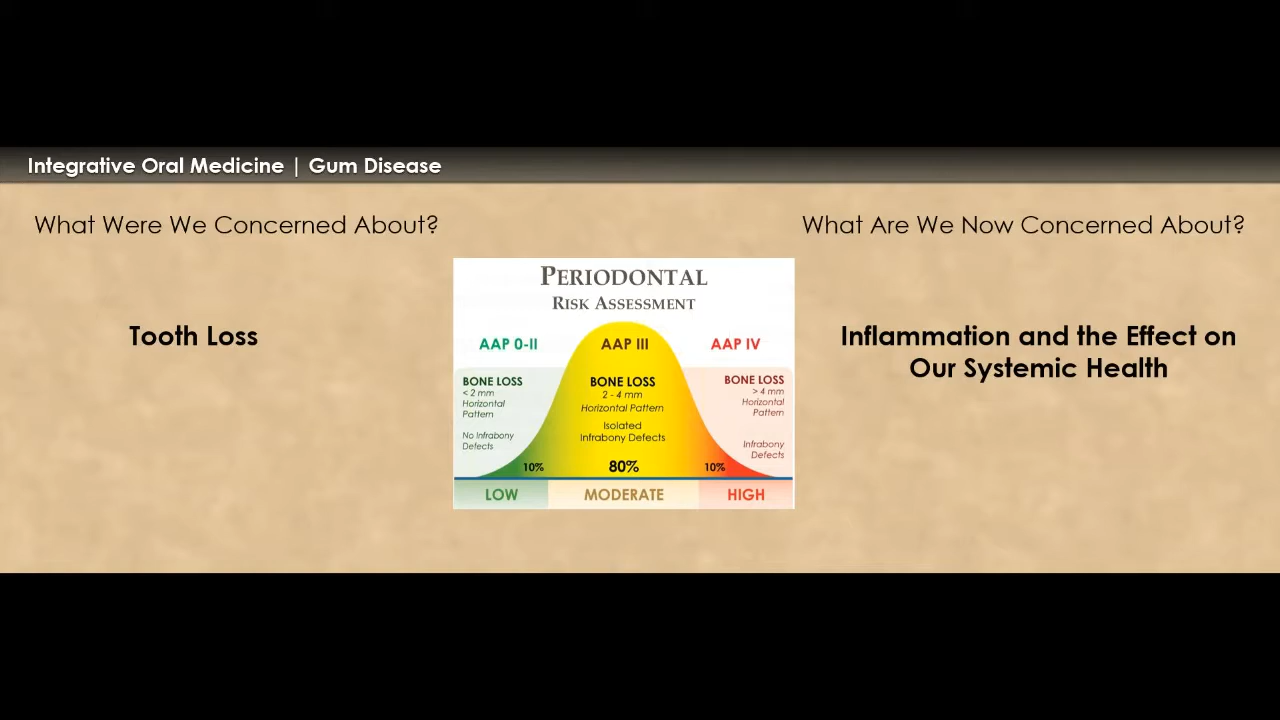 Integrative Oral Medicine | Gum Disease
What Were We Concerned About?
What Are We Now Concerned About?
Tooth Loss
PERIODONTAL
RISK ASSESSMENT
AAP 0-II
AAP III
AAP IV
BONE LOSS
< 2 mm
Horizontal
Pattern
No Infrabony
Defects
10%
BONE LOSS
2 - 4 mm
Horizontal Pattern
Isolated
Infrabony Defects
80%
BONE LOSS
> 4 mm
Horizontal
Pattern
Infrabony
Defects
10%
LOW
MODERATE
HIGH
Inflammation and the Effect on
Our Systemic Health